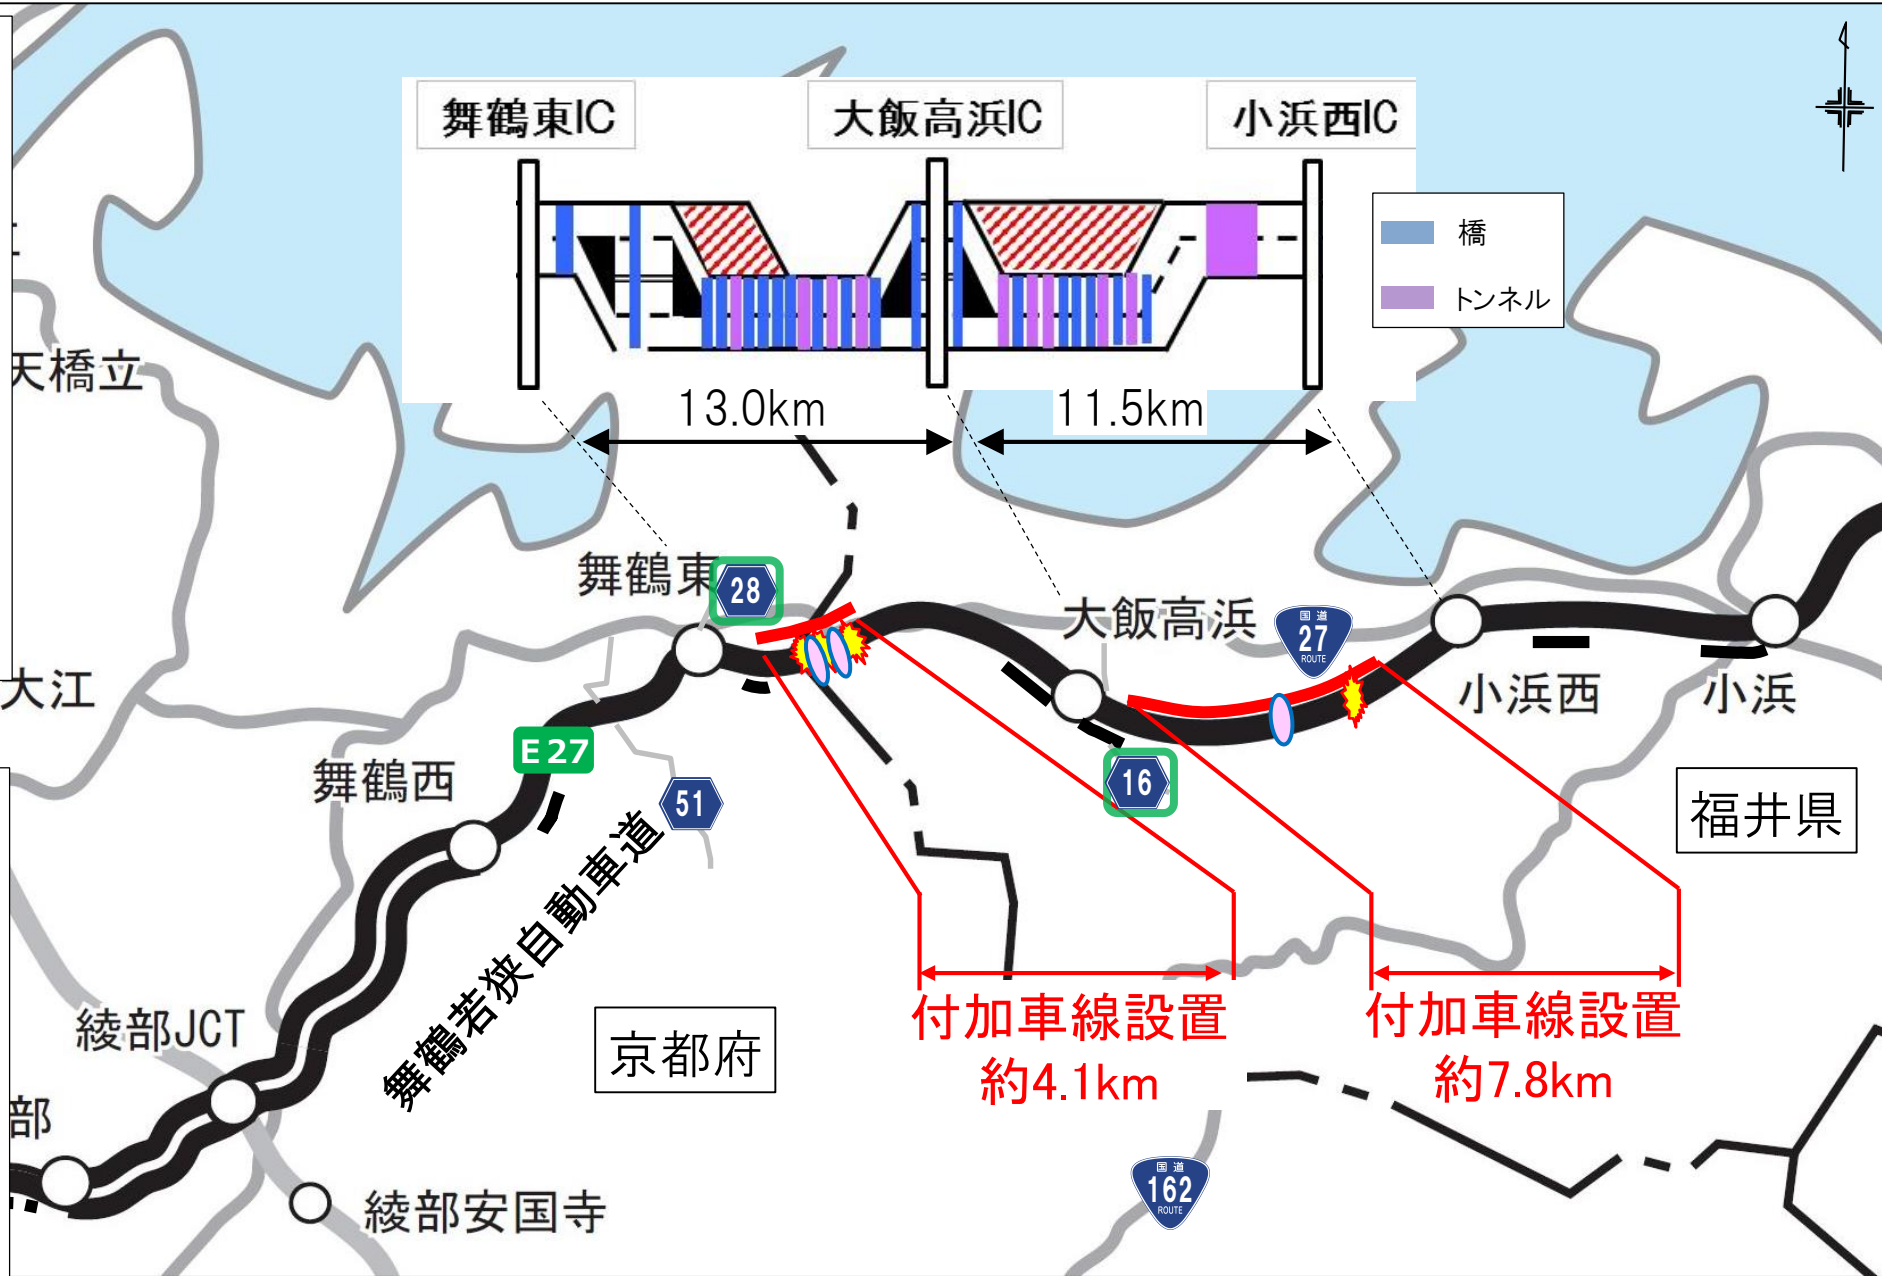 舞鶴東IC
大飯高浜IC
小浜西IC
橋
トンネル
13.0km
11.5km
天橋立
舞鶴東
28
大飯高浜
国道
27
ROUTE
小浜西
小浜
大江
E27
舞鶴西
51
16
福井県
舞鶴若狭自動車道
綾部JCT
京都府
付加車線設置
約4.1km
付加車線設置
約7.8km
部
綾部安国寺
国道
162
ROUTE